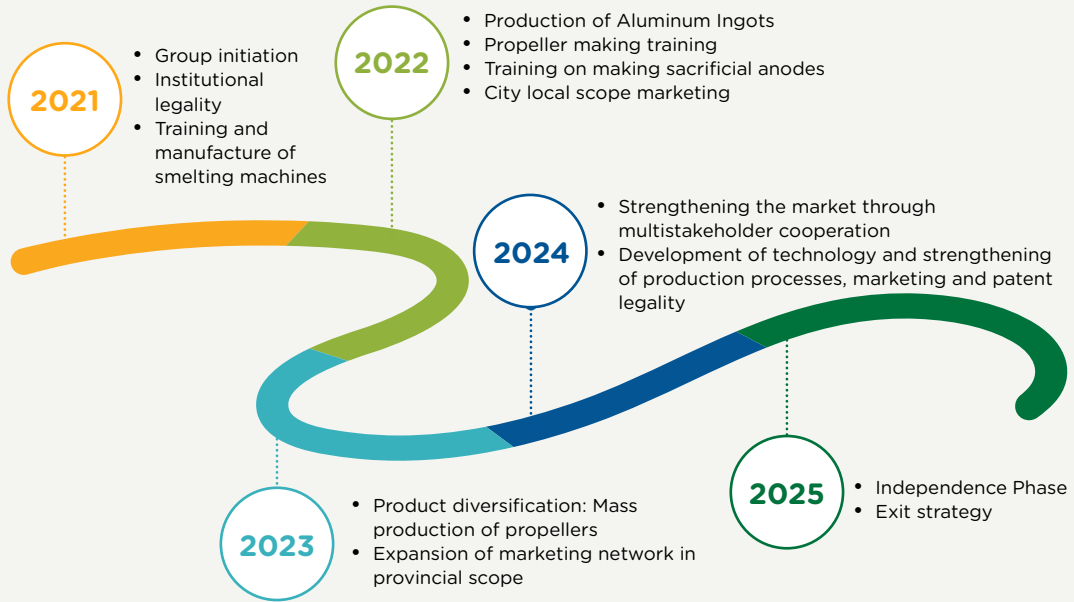 2021
• Group initiation
• Institutional
legality
• Training and
manufacture of
smelting machines
2022
• Production of Aluminum Ingots
• Propeller making training
• Training on making sacrificial anodes
• City local scope marketing
2023
• Product diversification: Mass
production of propellers
• Expansion of marketing network in
provincial scope
2024
• Strengthening the market through
multistakeholder cooperation
• Development of technology and strengthening
of production processes, marketing and patent
legality
2025
• Independence Phase
• Exit strategy